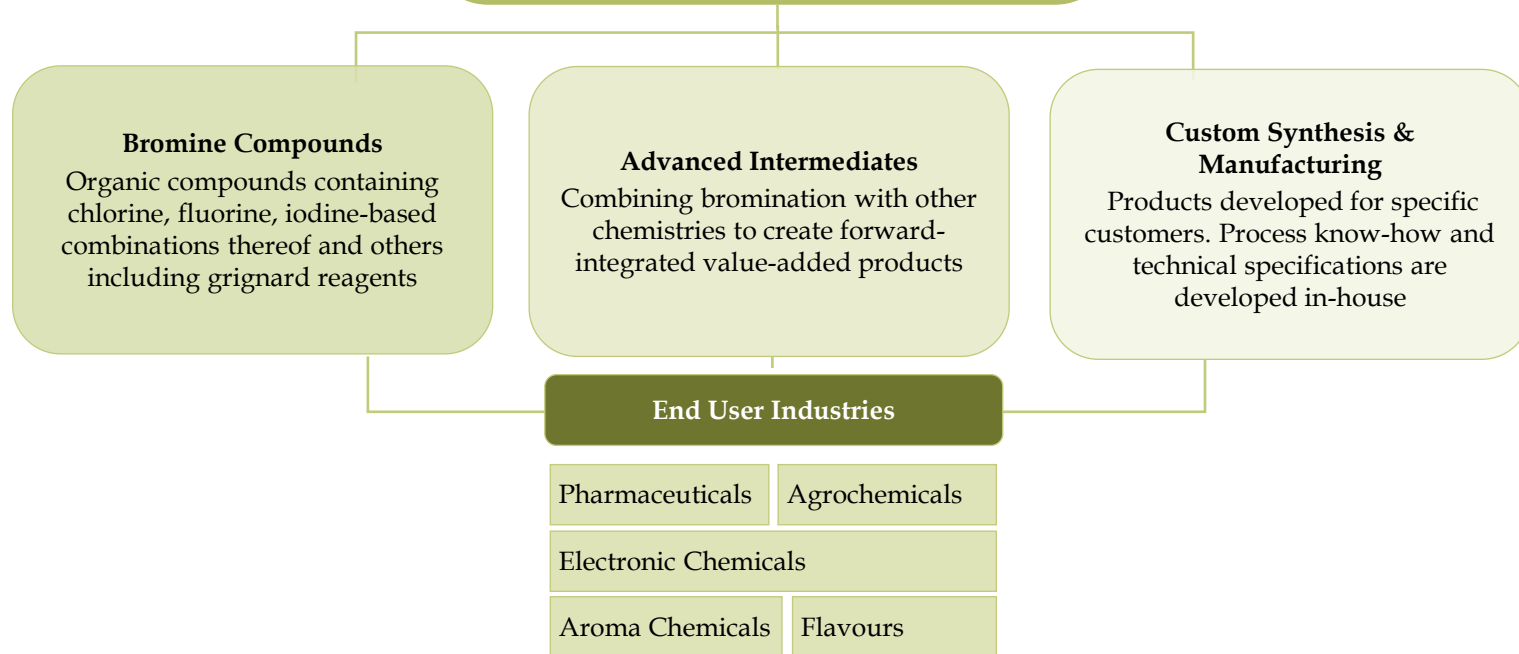 Bromine Compounds
Organic compounds containing
chlorine, fluorine, iodine-based
combinations thereof and others
including grignard reagents
Advanced Intermediates
Combining bromination with other
chemistries to create forward-
integrated value-added products
Custom Synthesis &
Manufacturing
Products developed for specific
customers. Process know-how and
technical specifications are
developed in-house
End User Industries
Pharmaceuticals
Agrochemicals
Electronic Chemicals
Aroma Chemicals
Flavours